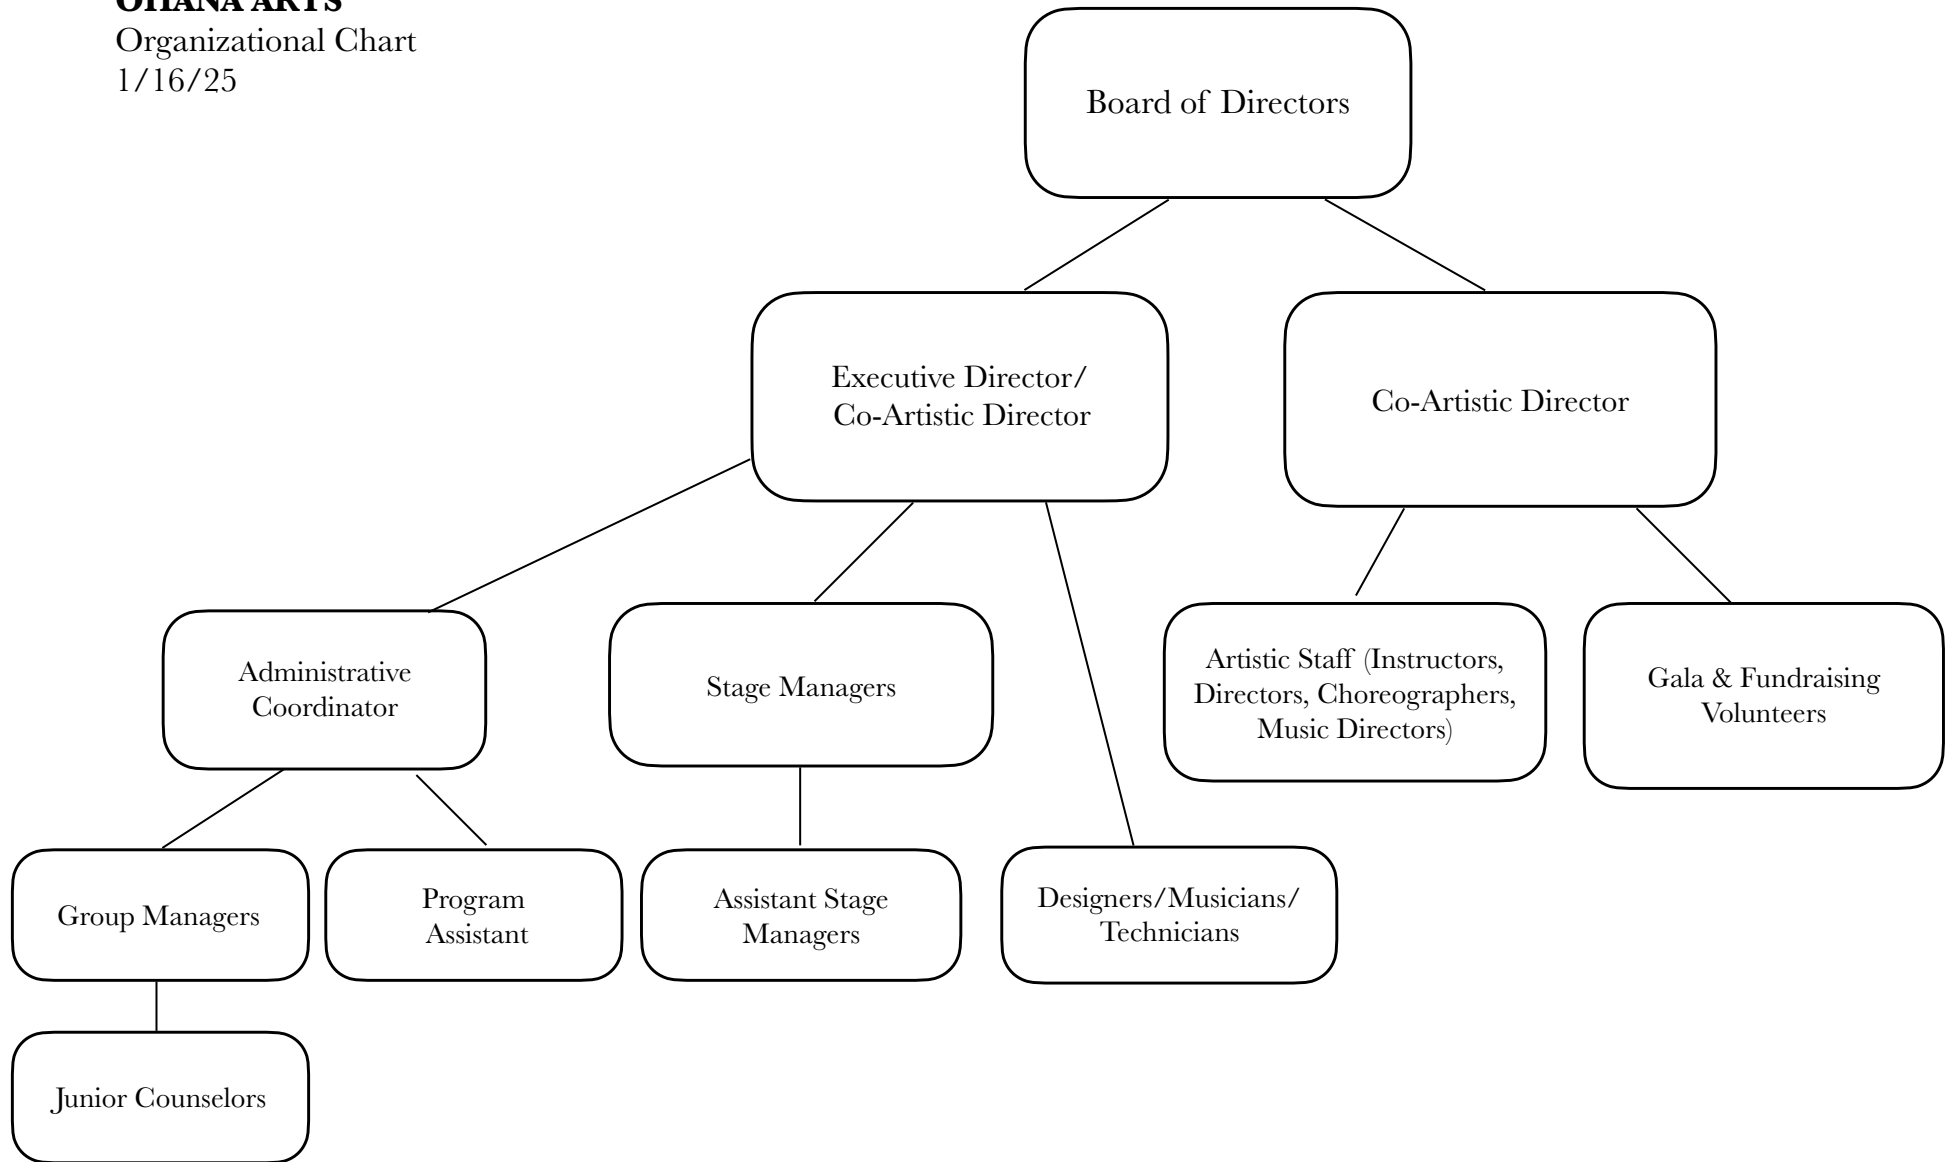 OHANA ARTS
Organizational Chart
1/16/25
Board of Directors
Executive Director/
Co-Artistic Director
Co-Artistic Director
Administrative
Coordinator
Stage Managers
Artistic Staff (Instructors,
Directors, Choreographers,
Music Directors)
Gala & Fundraising
Volunteers
Group Managers
Program
Assistant
Assistant Stage
Managers
Designers/Musicians/
Technicians
Junior Counselors